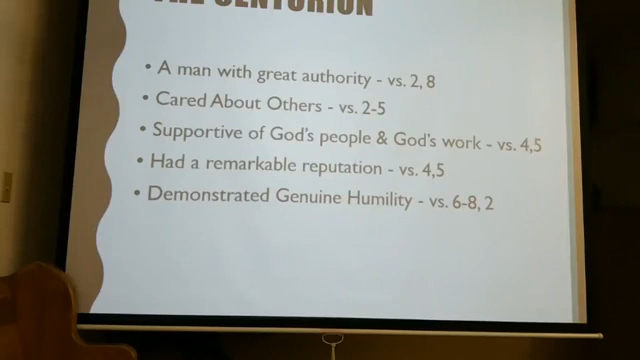 THE CENTURION
• A man with great authority - vs. 2, 8
• Cared About Others - vs. 2-5
• Supportive of God's people & God's work - vs. 4,5
• Had a remarkable reputation - vs. 4,5
• Demonstrated Genuine Humility - vs. 6-8, 2